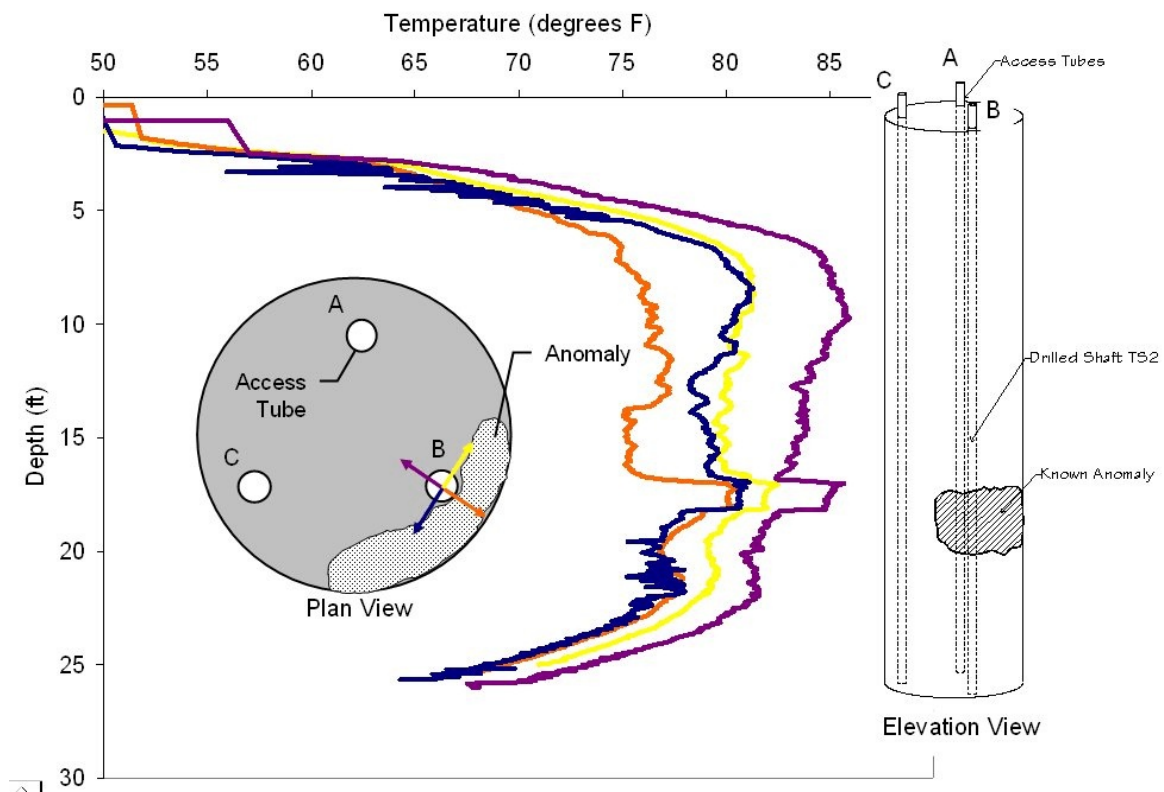 Temperature (degrees F)
50 55 60 65 70 75 80 85
0
5
10
15
20
25
30
Depth (ft)
A
Access
Tube
C
B
Anomaly
Plan View
A
C
B
Access Tubes
Drilled Shaft TS2
Known Anomaly
Elevation View